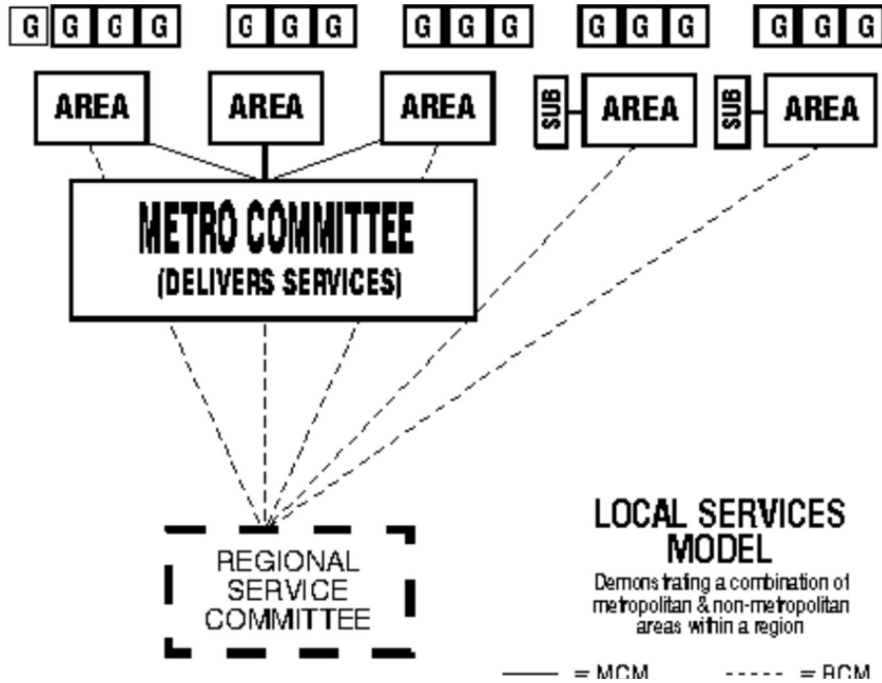 G G G G G G G G G G G G G G G G
AREA AREA AREA SUB AREA SUB AREA
METRO COMMITTEE
(DELIVERS SERVICES)
REGIONAL
SERVICE
COMMITTEE
LOCAL SERVICES
MODEL
Demonstrating a combination of
metropolitan & non-metropolitan
areas within a region
= MCM = RCM